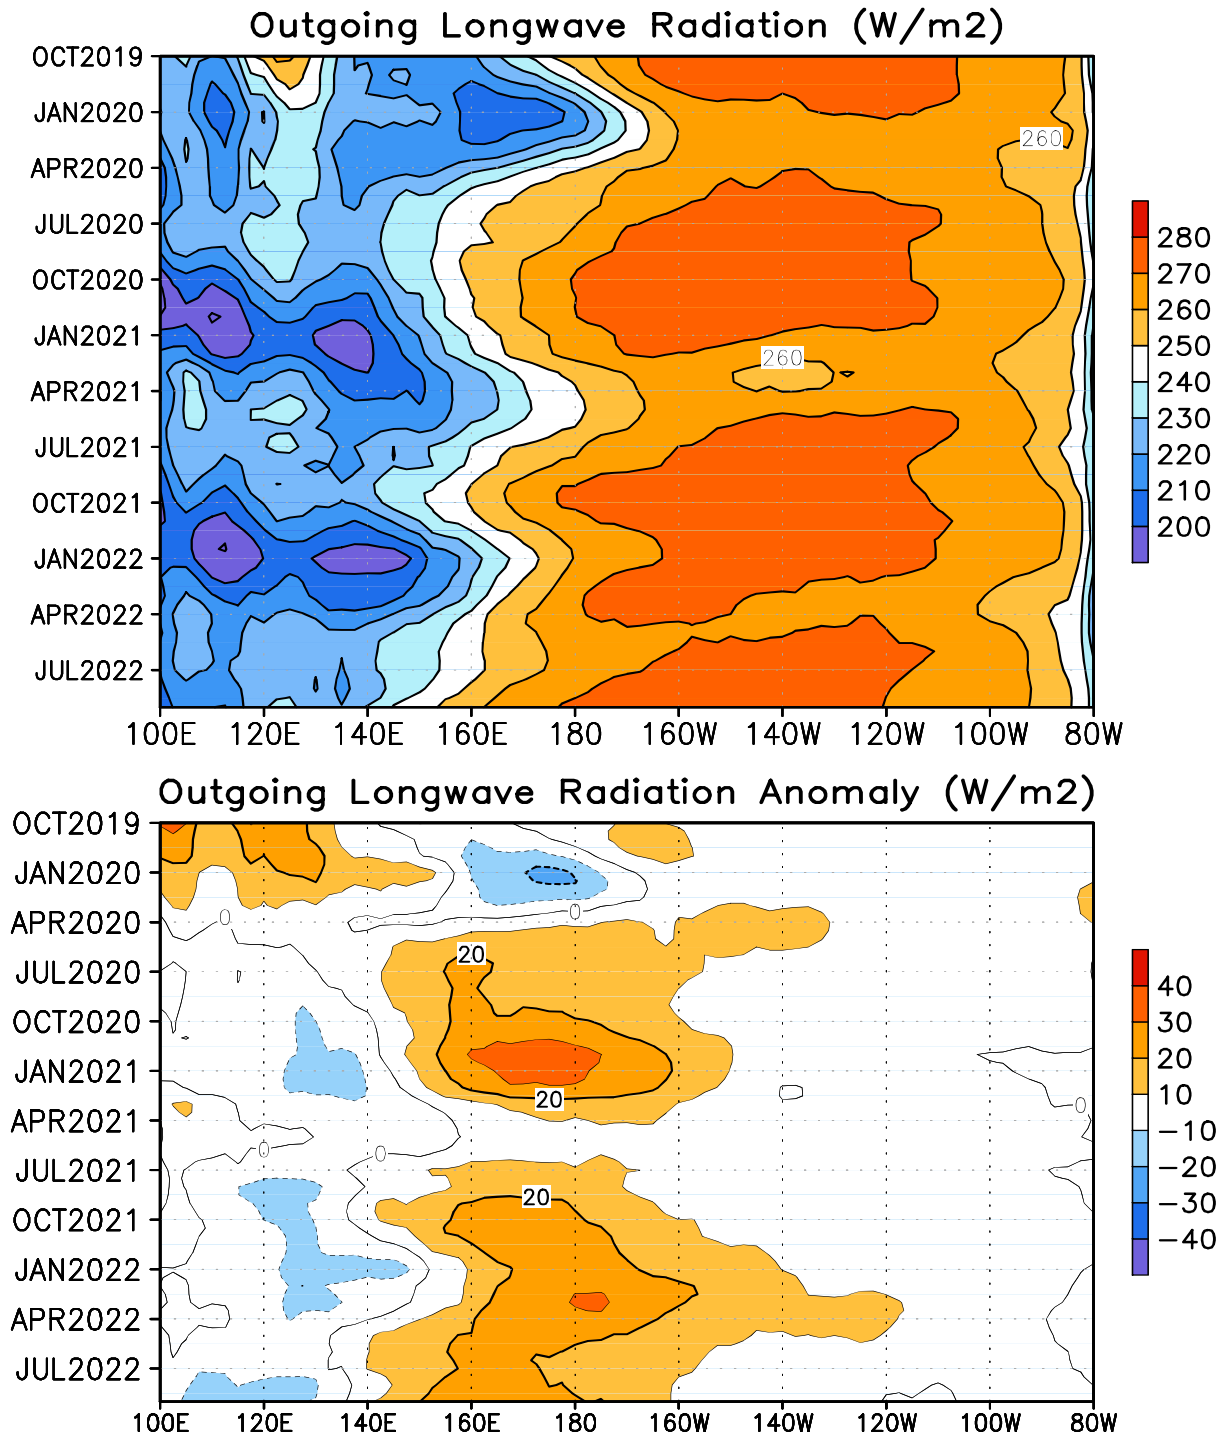 Outgoing Longwave Radiation (W/m2)
OCT2019
JAN2020
APR2020
JUL2020
OCT2020
JAN2021
APR2021
JUL2021
OCT2021
JAN2022
APR2022
JUL2022
260
260
100E 120E 140E 160E 180 160W 140W 120W 100W 80W
280
270
260
250
240
230
220
210
200
Outgoing Longwave Radiation Anomaly (W/m2)
OCT2019
JAN2020
APR2020
JUL2020
OCT2020
JAN2021
APR2021
JUL2021
OCT2021
JAN2022
APR2022
JUL2022
0
0
20
20
0
0
0
20
100E 120E 140E 160E 180 160W 140W 120W 100W 80W
40
30
20
10
-10
-20
-30
-40